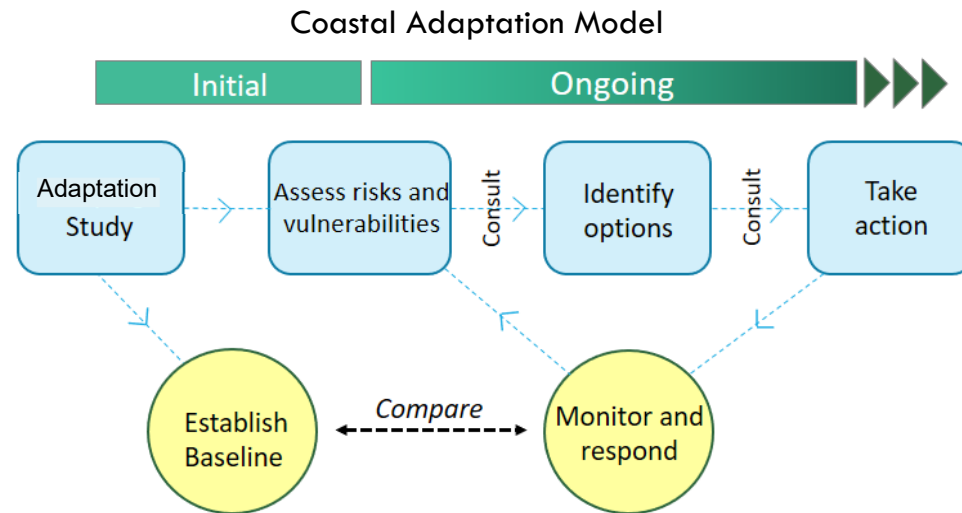 Coastal Adaptation Model
Initial
Ongoing
Adaptation
Study
Assess risks and
vulnerabilities
Consult
Identify
options
Consult
Take
action
Establish
Baseline
Compare
Monitor and
respond